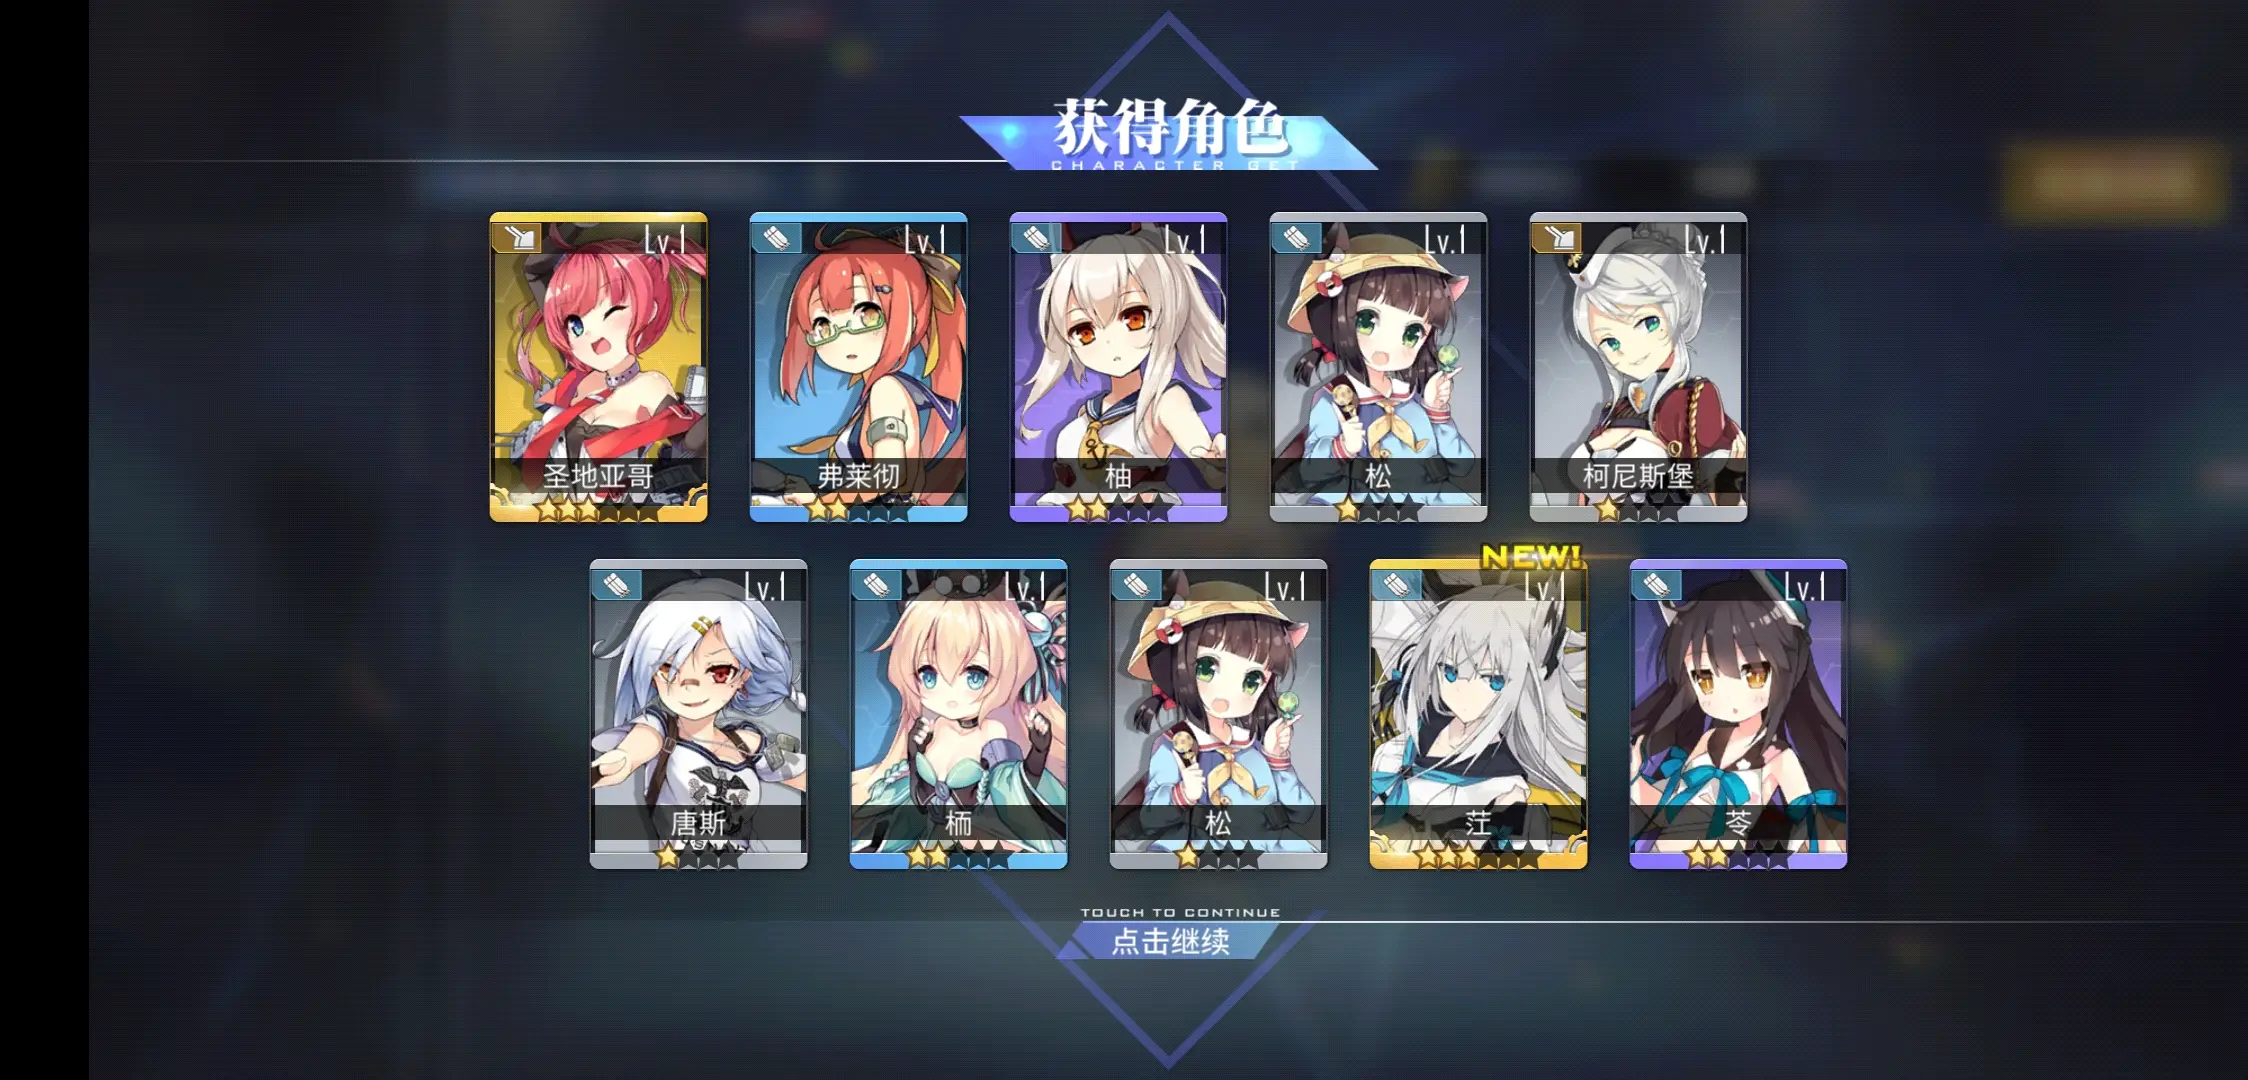 获得角色
CHARACTER GET
Lv.1 Lv.1 Lv.1 Lv.1 Lv.1
圣地亚哥 弗莱彻 柚 松 柯尼斯堡
NEW!
Lv.1 Lv.1 Lv.1 Lv.1 Lv.1
唐斯 栭 松 茳 苓
TOUCH TO CONTINUE
点击继续